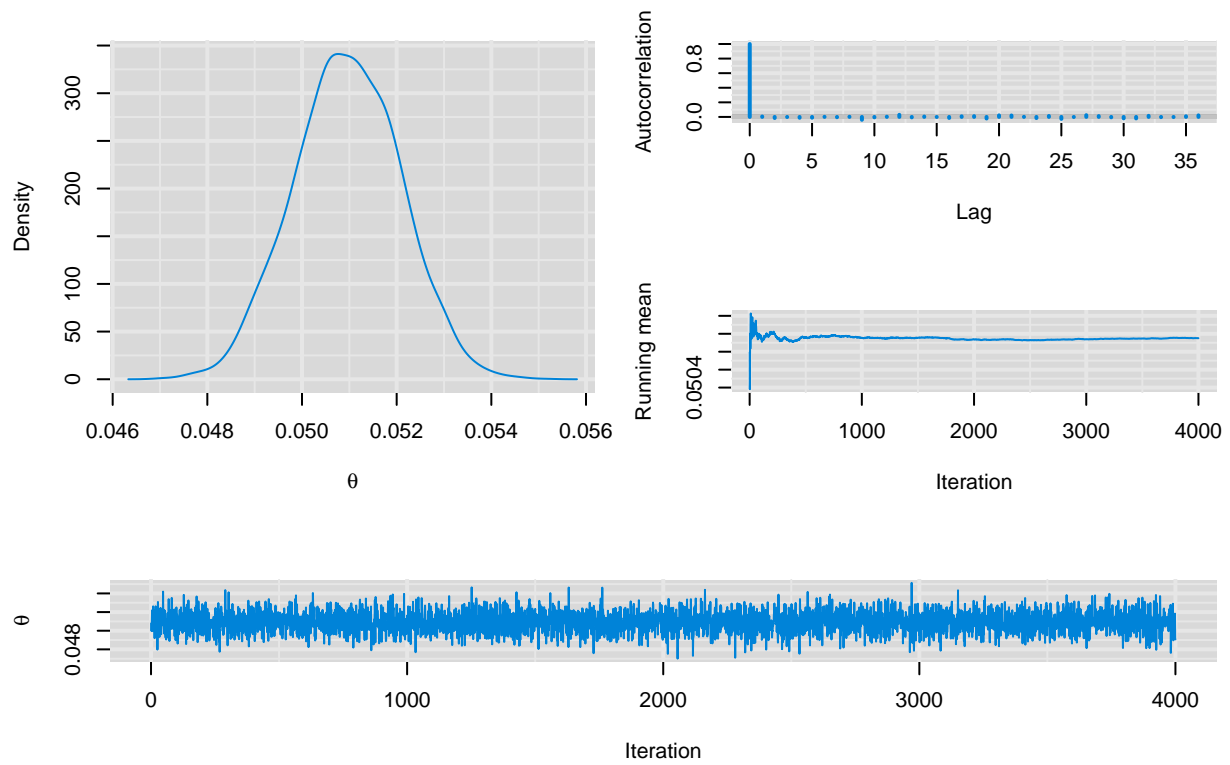 Density
0 50 100 200 300
0.046 0.048 0.050 0.052 0.054 0.056
θ
Autocorrelation
0.0 0.8
0 5 10 15 20 25 30 35
Lag
Running mean
0.0504
0 1000 2000 3000 4000
Iteration
θ
0.048
0 1000 2000 3000 4000
Iteration